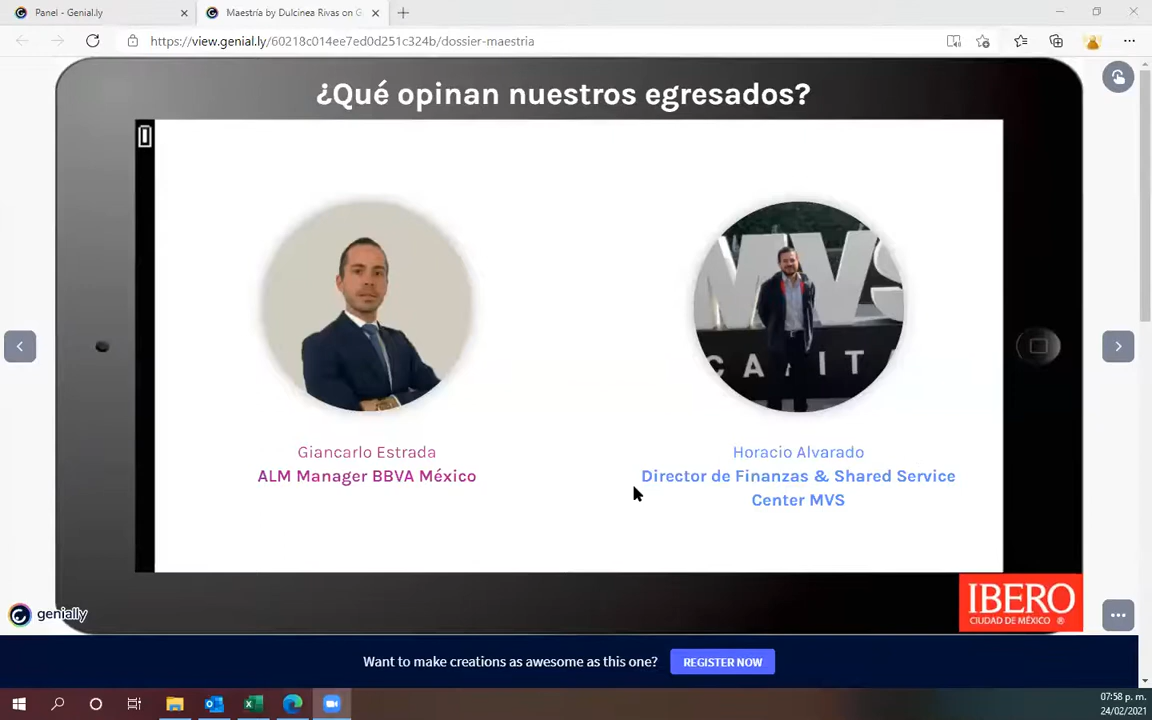 Panel - Genial.ly
Maestría by Dulcinea Rivas on G
https://view.genial.ly/60218c014ee7ed0d251c324b/dossier-maestria
¿Qué opinan nuestros egresados?
MVS
CAPIT
Giancarlo Estrada
ALM Manager BBVA México
Horacio Alvarado
Director de Finanzas & Shared Service
Center MVS
IBERO
CIUDAD DE MÉXICO ®
genially
Want to make creations as awesome as this one?
REGISTER NOW
07:58 p. m.
24/02/2021